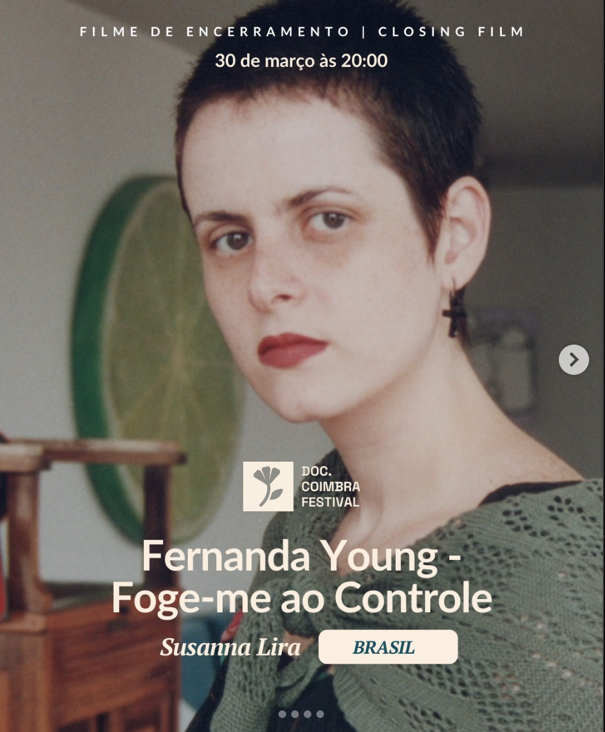 FILME DE ENCERRAMENTO | CLOSING FILM
30 de março às 20:00
DOC.
COIMBRA
FESTIVAL
Fernanda Young -
Foge-me ao Controle
Susanna Lira BRASIL